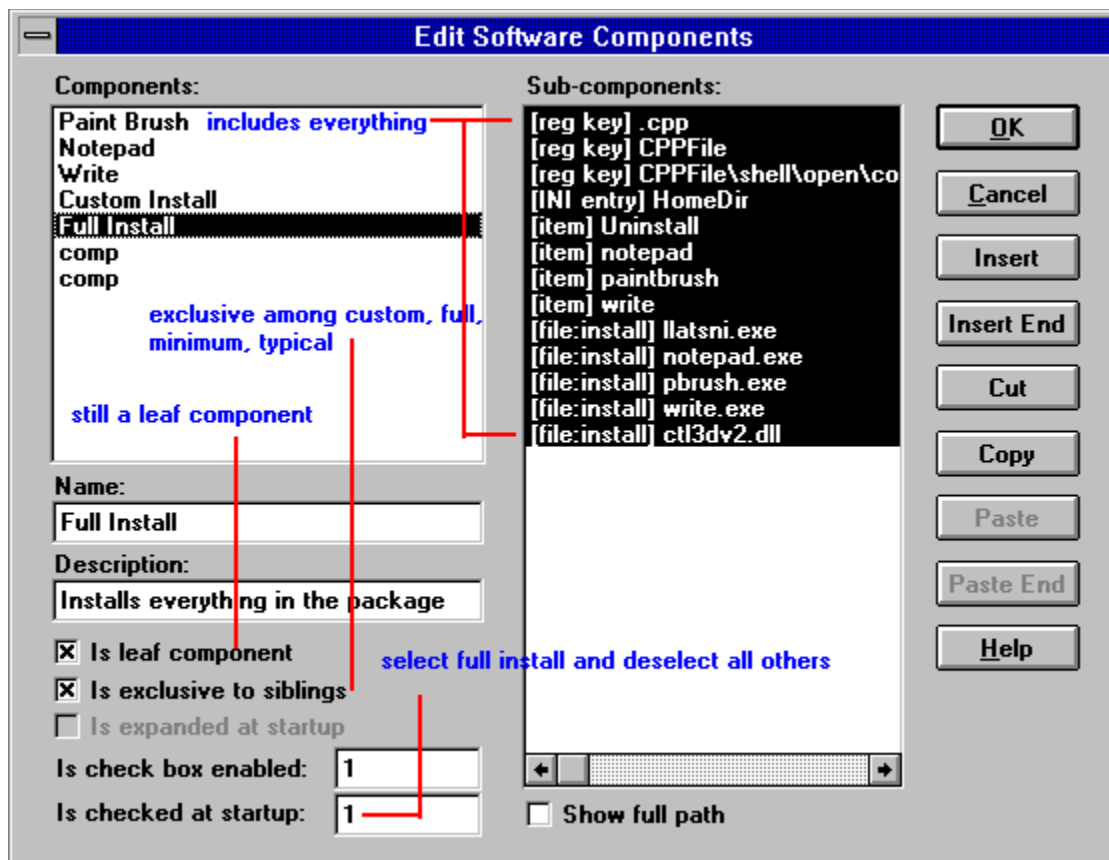 Edit Software Components
Components:
Paint Brush includes everything
Notepad
Write
Custom Install
Full Install
comp
comp
exclusive among custom, full,
minimum, typical
still a leaf component
Sub-components:
[reg key] .cpp
[reg key] CPPFile
[reg key] CPPFile\shell\open\co
[INI entry] HomeDir
[item] Uninstall
[item] notepad
[item] paintbrush
[item] write
[file:install] llatsni.exe
[file:install] notepad.exe
[file:install] pbrush.exe
[file:install] write.exe
[file:install] ctl3dv2.dll
OK
Cancel
Insert
Insert End
Cut
Copy
Paste
Paste End
Help
Name:
Full Install
Description:
Installs everything in the package
Is leaf component
select full install and deselect all others
Is exclusive to siblings
Is expanded at startup
Is check box enabled: 1
Is checked at startup: 1
Show full path